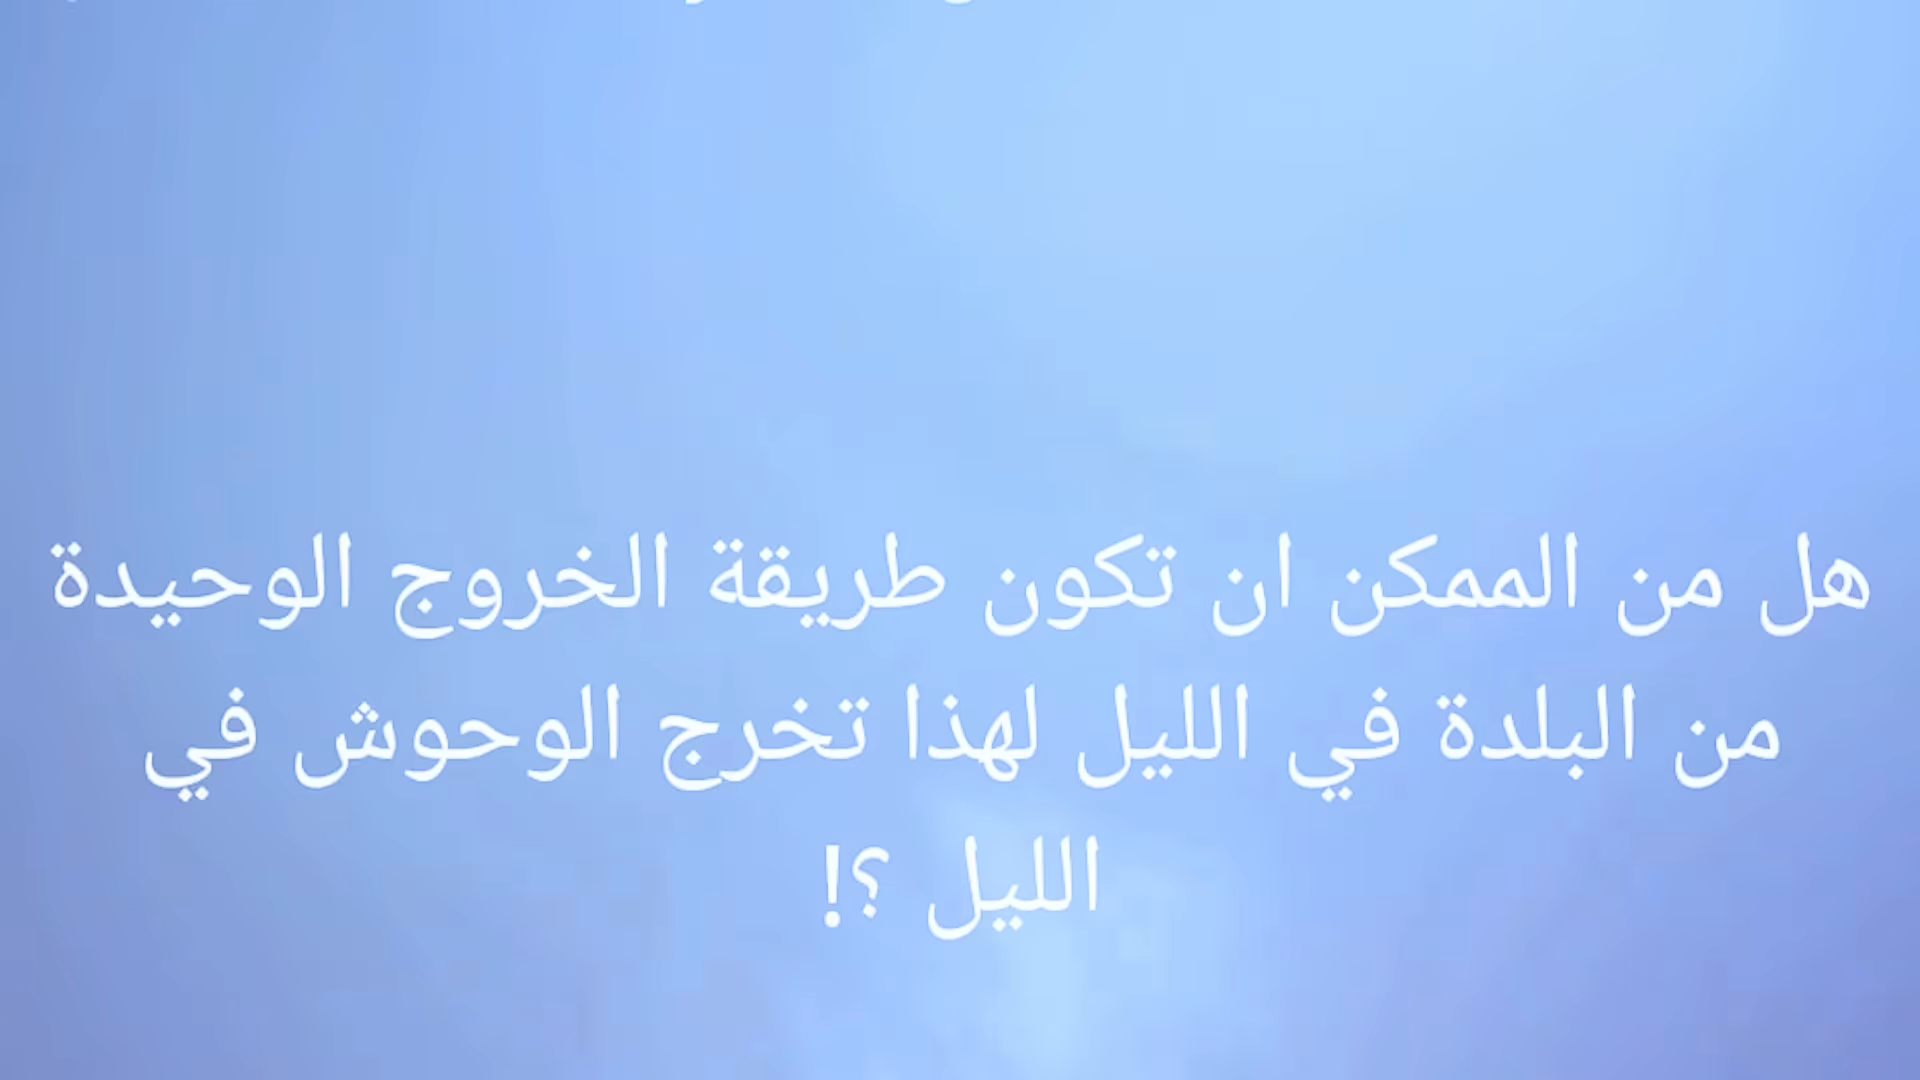 هل من الممكن ان تكون طريقة الخروج الوحيدة
من البلدة في الليل لهذا تخرج الوحوش في
الليل ؟!